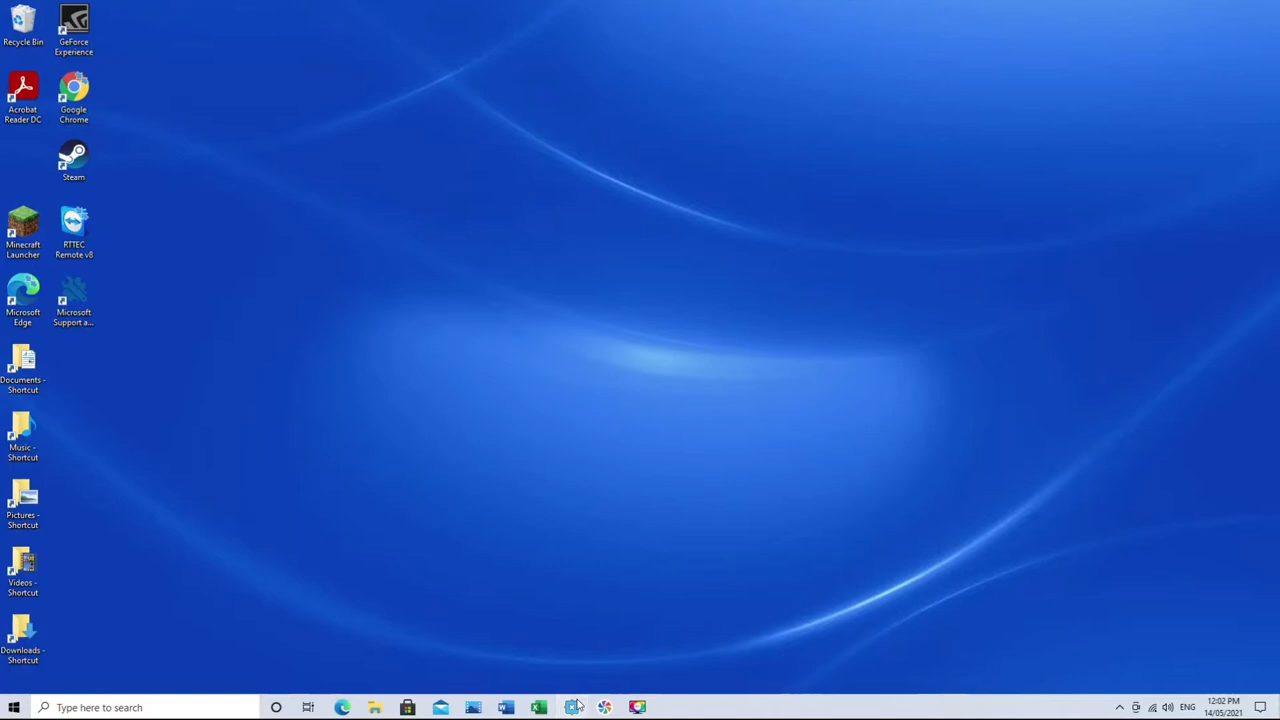 Recycle Bin
GeForce
Experience
Acrobat
Reader DC
Google
Chrome
Steam
Minecraft
Launcher
RTTEC
Remote v8
Microsoft
Edge
Microsoft
Support a...
Documents -
Shortcut
Music -
Shortcut
Pictures -
Shortcut
Videos -
Shortcut
Downloads -
Shortcut
Type here to search
ENG
12:02 PM
14/05/2021